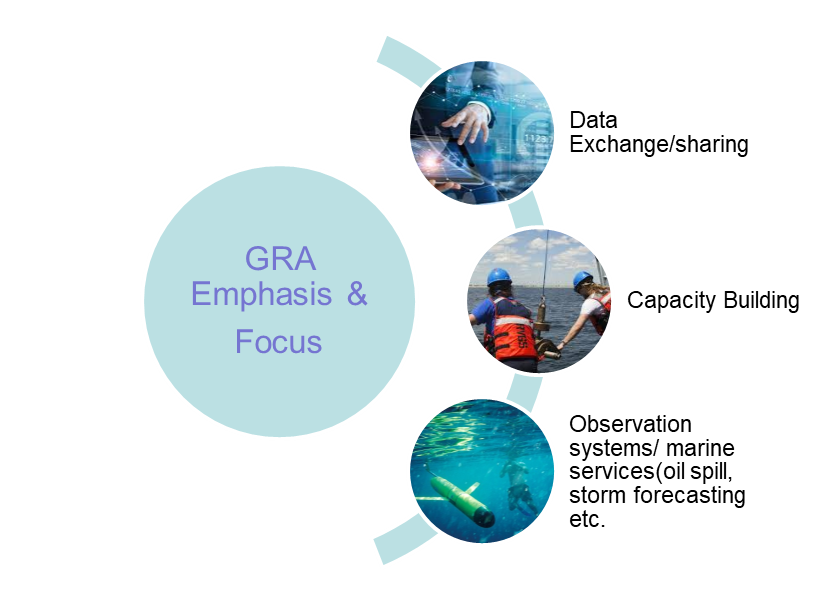 GRA
Emphasis &
Focus
Data
Exchange/sharing
Capacity Building
Observation
systems/ marine
services(oil spill,
storm forecasting
etc.